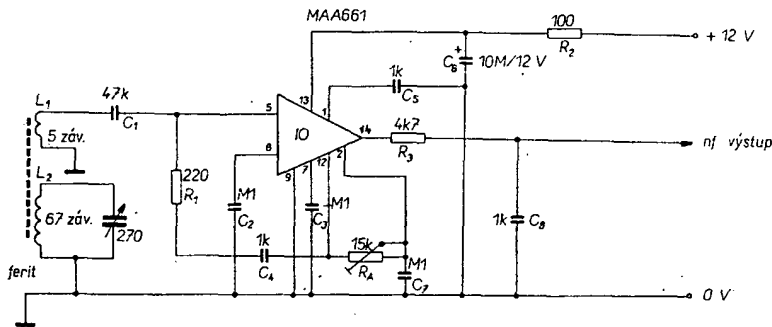 MAA661
100
R2
+ 12 V
10M/12 V
+
C6
1k
C5
13
1
47k
C1
L1
5 záv.
5
6
IO
14
4k7
R3
nf výstup
9
7
12
2
L2
67 záv.
270
ferit
220
R1
M1
C2
M1
C3
1k
C4
15k
RA
M1
C7
1k
C8
0 V